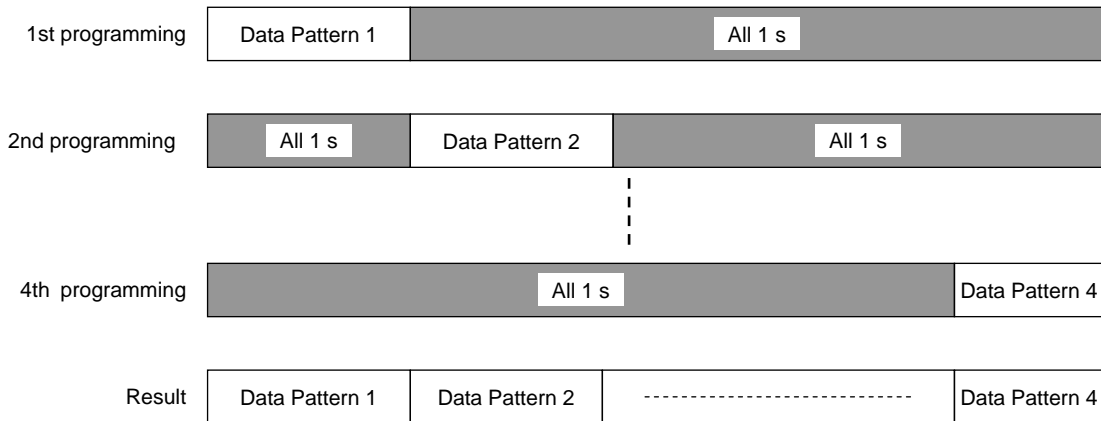 1st programming Data Pattern 1 All 1 s
2nd programming All 1 s Data Pattern 2 All 1 s
4th programming All 1 s Data Pattern 4
Result Data Pattern 1 Data Pattern 2 Data Pattern 4